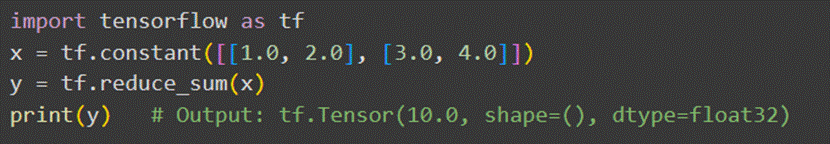 import tensorflow as tf
x = tf.constant([[1.0, 2.0], [3.0, 4.0]])
y = tf.reduce_sum(x)
print(y)   # Output: tf.Tensor(10.0, shape=(), dtype=float32)